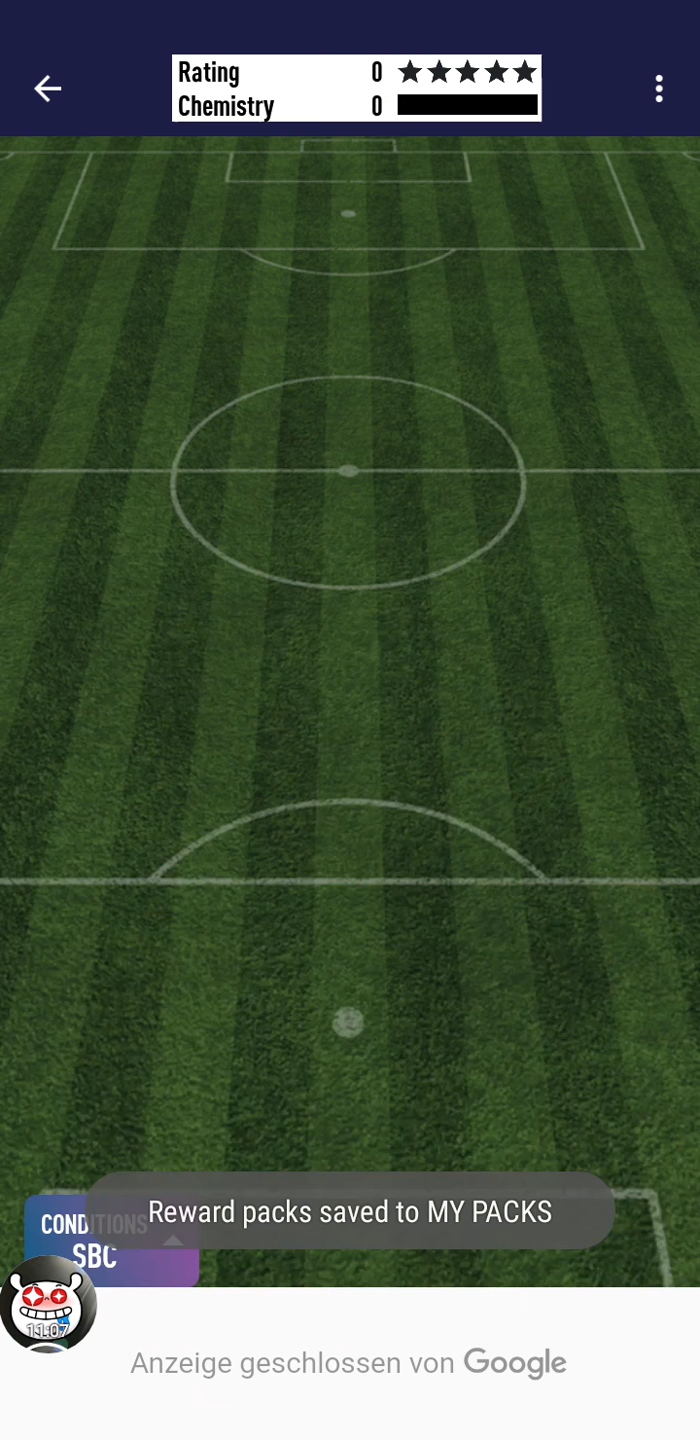 Rating 0
Chemistry 0
Reward packs saved to MY PACKS
CONDITIONS
SBC
11:07
Anzeige geschlossen von Google